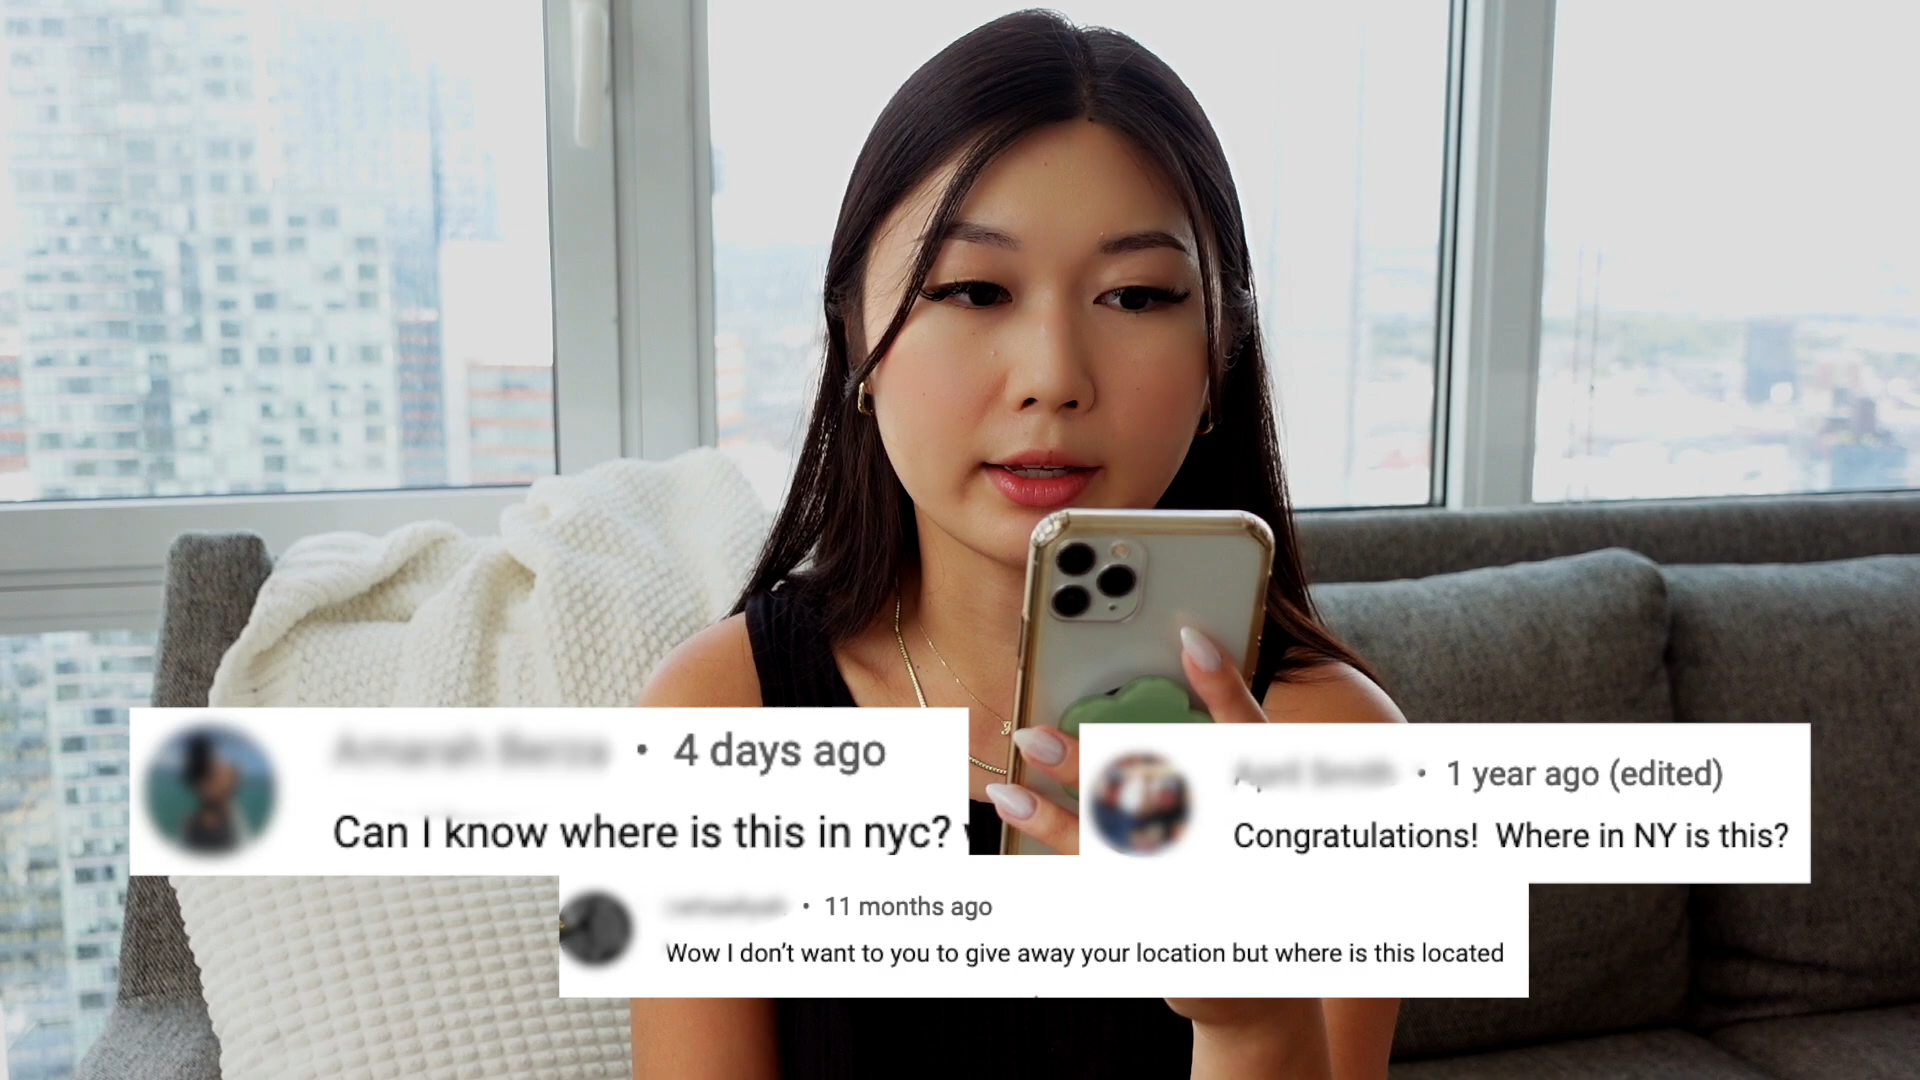 • 4 days ago
Can I know where is this in nyc?
• 1 year ago (edited)
Congratulations! Where in NY is this?
• 11 months ago
Wow I don't want to you to give away your location but where is this located